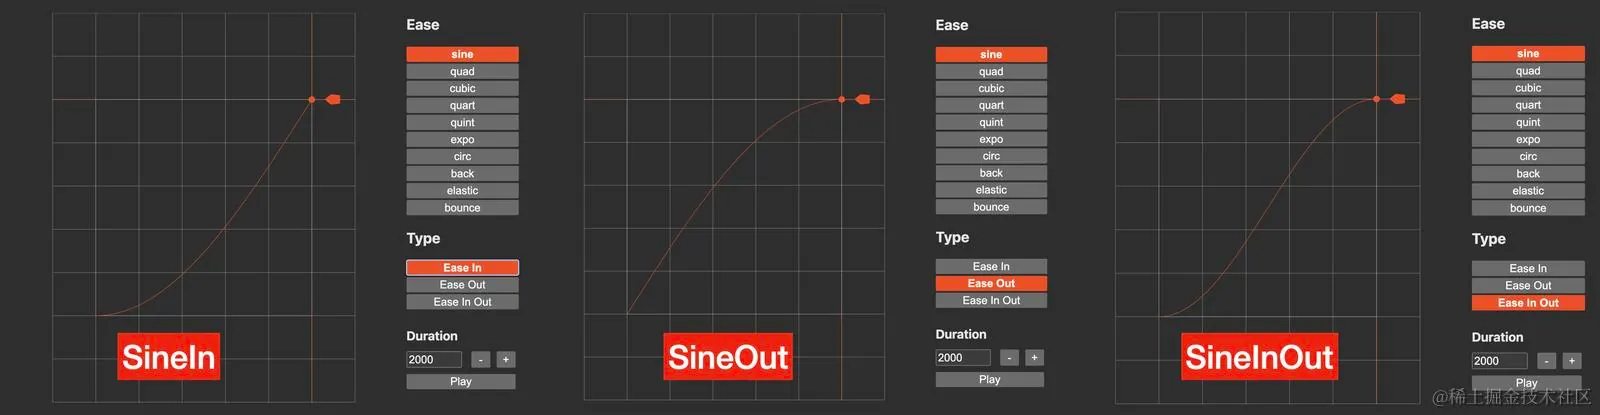 Ease
sine
quad
cubic
quart
quint
expo
circ
back
elastic
bounce
Type
Ease In
Ease Out
Ease In Out
Duration
2000 - +
Play
SineIn
Ease
sine
quad
cubic
quart
quint
expo
circ
back
elastic
bounce
Type
Ease In
Ease Out
Ease In Out
Duration
2000 - +
Play
SineOut
Ease
sine
quad
cubic
quart
quint
expo
circ
back
elastic
bounce
Type
Ease In
Ease Out
Ease In Out
Duration
2000 - +
Play
SineInOut
@稀土掘金技术社区